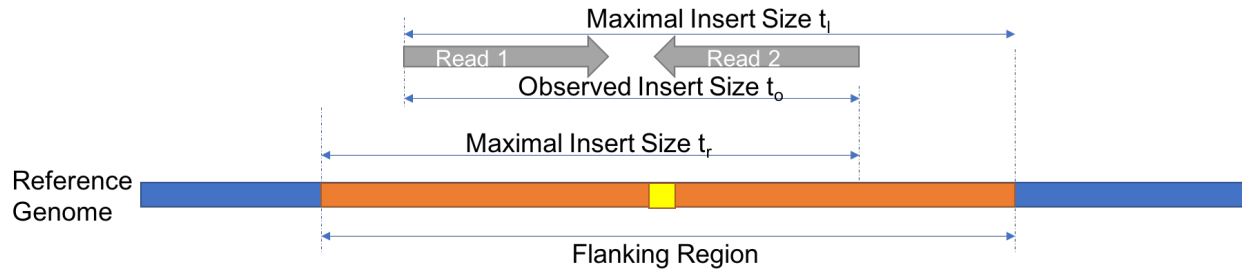 Maximal Insert Size tl
Read 1
Read 2
Observed Insert Size to
Maximal Insert Size tr
Reference
Genome
Flanking Region